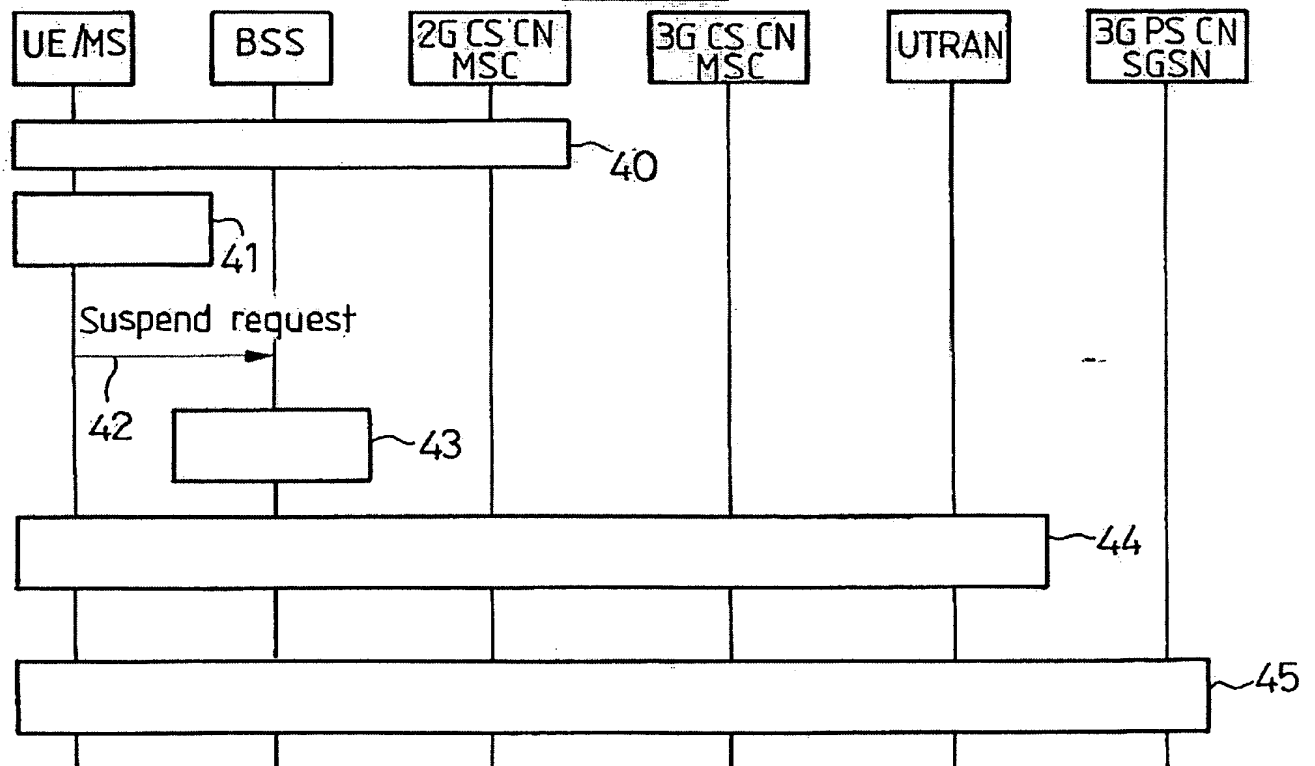 UE/MS
BSS
2G CS CN
MSC
3G CS CN
MSC
UTRAN
3G PS CN
SGSN
40
41
Suspend request
42
43
44
45